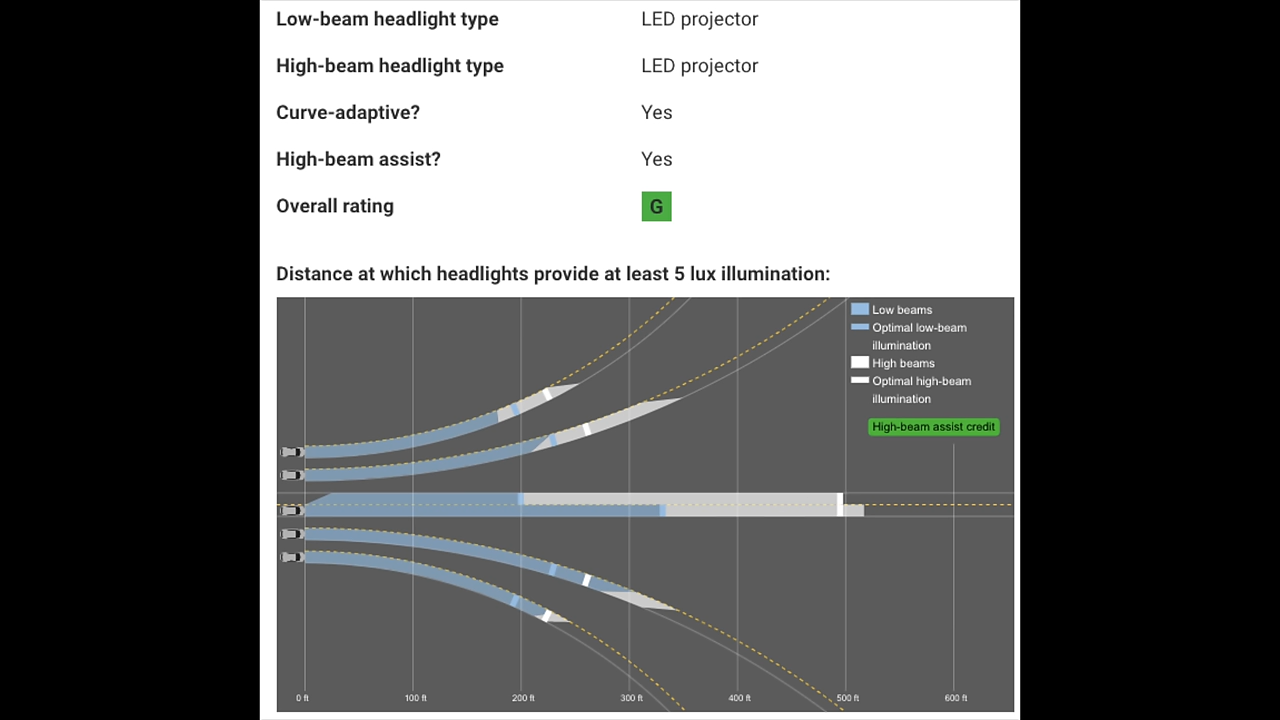 Low-beam headlight type LED projector
High-beam headlight type LED projector
Curve-adaptive? Yes
High-beam assist? Yes
Overall rating G
Distance at which headlights provide at least 5 lux illumination:
Low beams
Optimal low-beam
illumination
High beams
Optimal high-beam
illumination
High-beam assist credit
0 ft 100 ft 200 ft 300 ft 400 ft 500 ft 600 ft